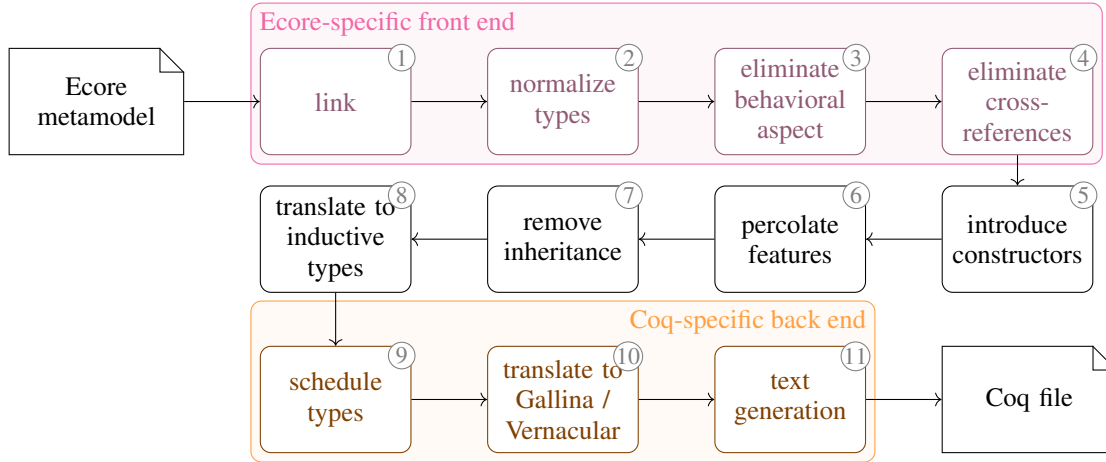 Ecore-specific front end
Ecore
metamodel
1
link
2
normalize
types
3
eliminate
behavioral
aspect
4
eliminate
cross-
references
5
introduce
constructors
6
percolate
features
7
remove
inheritance
8
translate to
inductive
types
Coq-specific back end
9
schedule
types
10
translate to
Gallina /
Vernacular
11
text
generation
Coq file